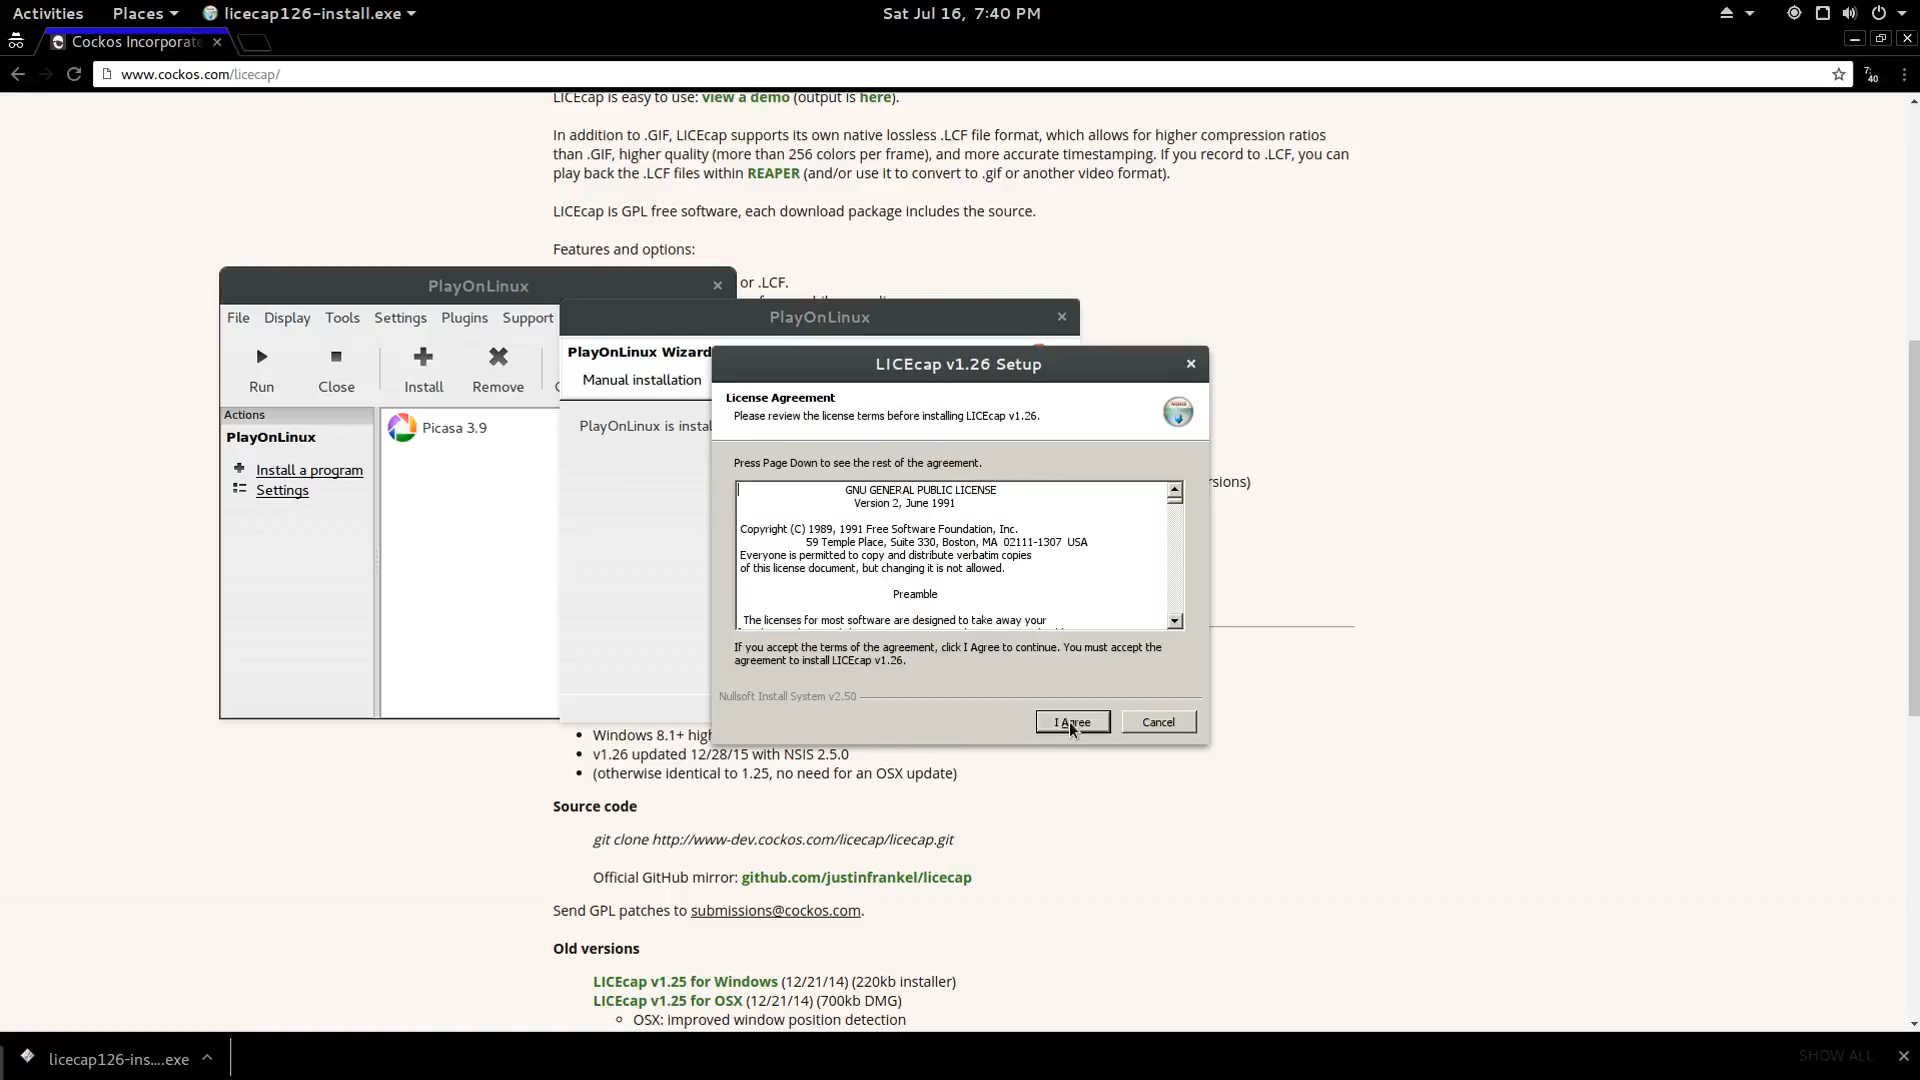 Activities
Places
licecap126-install.exe
Sat Jul 16, 7:40 PM
Cockos Incorporate
www.cockos.com/licecap/
7:
40
LICEcap is easy to use: view a demo (output is here).
In addition to .GIF, LICEcap supports its own native lossless .LCF file format, which allows for higher compression ratios
than .GIF, higher quality (more than 256 colors per frame), and more accurate timestamping. If you record to .LCF, you can
play back the .LCF files within REAPER (and/or use it to convert to .gif or another video format).
LICEcap is GPL free software, each download package includes the source.
Features and options:
or .LCF.
PlayOnLinux
File Display Tools Settings Plugins Support
Run
Close
Install
Remove
Actions
PlayOnLinux
Install a program
Settings
Picasa 3.9
PlayOnLinux
PlayOnLinux Wizard
Manual installation
PlayOnLinux is instal
LICEcap v1.26 Setup
License Agreement
Please review the license terms before installing LICEcap v1.26.
Press Page Down to see the rest of the agreement.
GNU GENERAL PUBLIC LICENSE
Version 2, June 1991
Copyright (C) 1989, 1991 Free Software Foundation, Inc.
59 Temple Place, Suite 330, Boston, MA 02111-1307 USA
Everyone is permitted to copy and distribute verbatim copies
of this license document, but changing it is not allowed.
Preamble
The licenses for most software are designed to take away your
If you accept the terms of the agreement, click I Agree to continue. You must accept the
agreement to install LICEcap v1.26.
Nullsoft Install System v2.50
I Agree
Cancel
rsions)
Windows 8.1+ high
v1.26 updated 12/28/15 with NSIS 2.5.0
(otherwise identical to 1.25, no need for an OSX update)
Source code
git clone http://www-dev.cockos.com/licecap/licecap.git
Official GitHub mirror: github.com/justinfrankel/licecap
Send GPL patches to submissions@cockos.com.
Old versions
LICEcap v1.25 for Windows (12/21/14) (220kb installer)
LICEcap v1.25 for OSX (12/21/14) (700kb DMG)
OSX: improved window position detection
licecap126-ins....exe
SHOW ALL